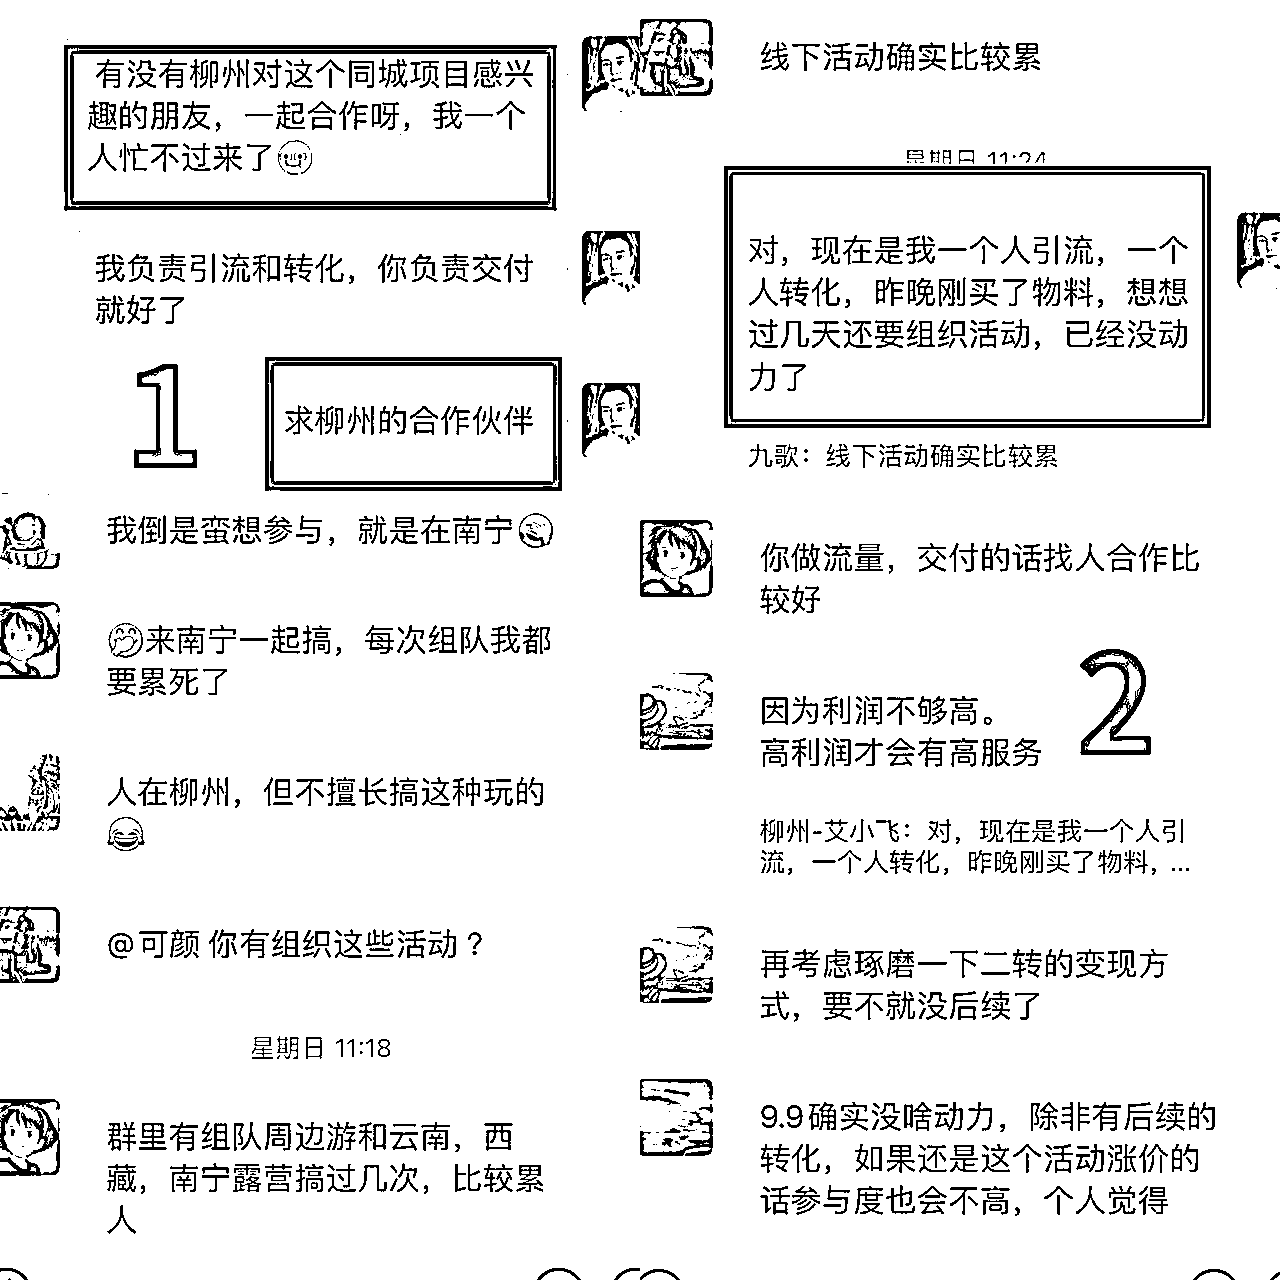 有没有柳州对这个同城项目感兴
趣的朋友，一起合作呀，我一个
人忙不过来了
我负责引流和转化，你负责交付
就好了
1
求柳州的合作伙伴
我倒是蛮想参与，就是在南宁
来南宁一起搞，每次组队我都
要累死了
人在柳州，但不擅长搞这种玩的
@可颜 你有组织这些活动？
星期日 11:18
群里有组队周边游和云南，西
藏，南宁露营搞过几次，比较累
人
线下活动确实比较累
星期日 11:24
对，现在是我一个人引流，一个
人转化，昨晚刚买了物料，想想
过几天还要组织活动，已经没动
力了
九歌：线下活动确实比较累
你做流量，交付的话找人合作比
较好
2
因为利润不够高。
高利润才会有高服务
柳州-艾小飞：对，现在是我一个人引
流，一个人转化，昨晚刚买了物料，...
再考虑琢磨一下二转的变现方
式，要不就没后续了
9.9确实没啥动力，除非有后续的
转化，如果还是这个活动涨价的
话参与度也会不高，个人觉得